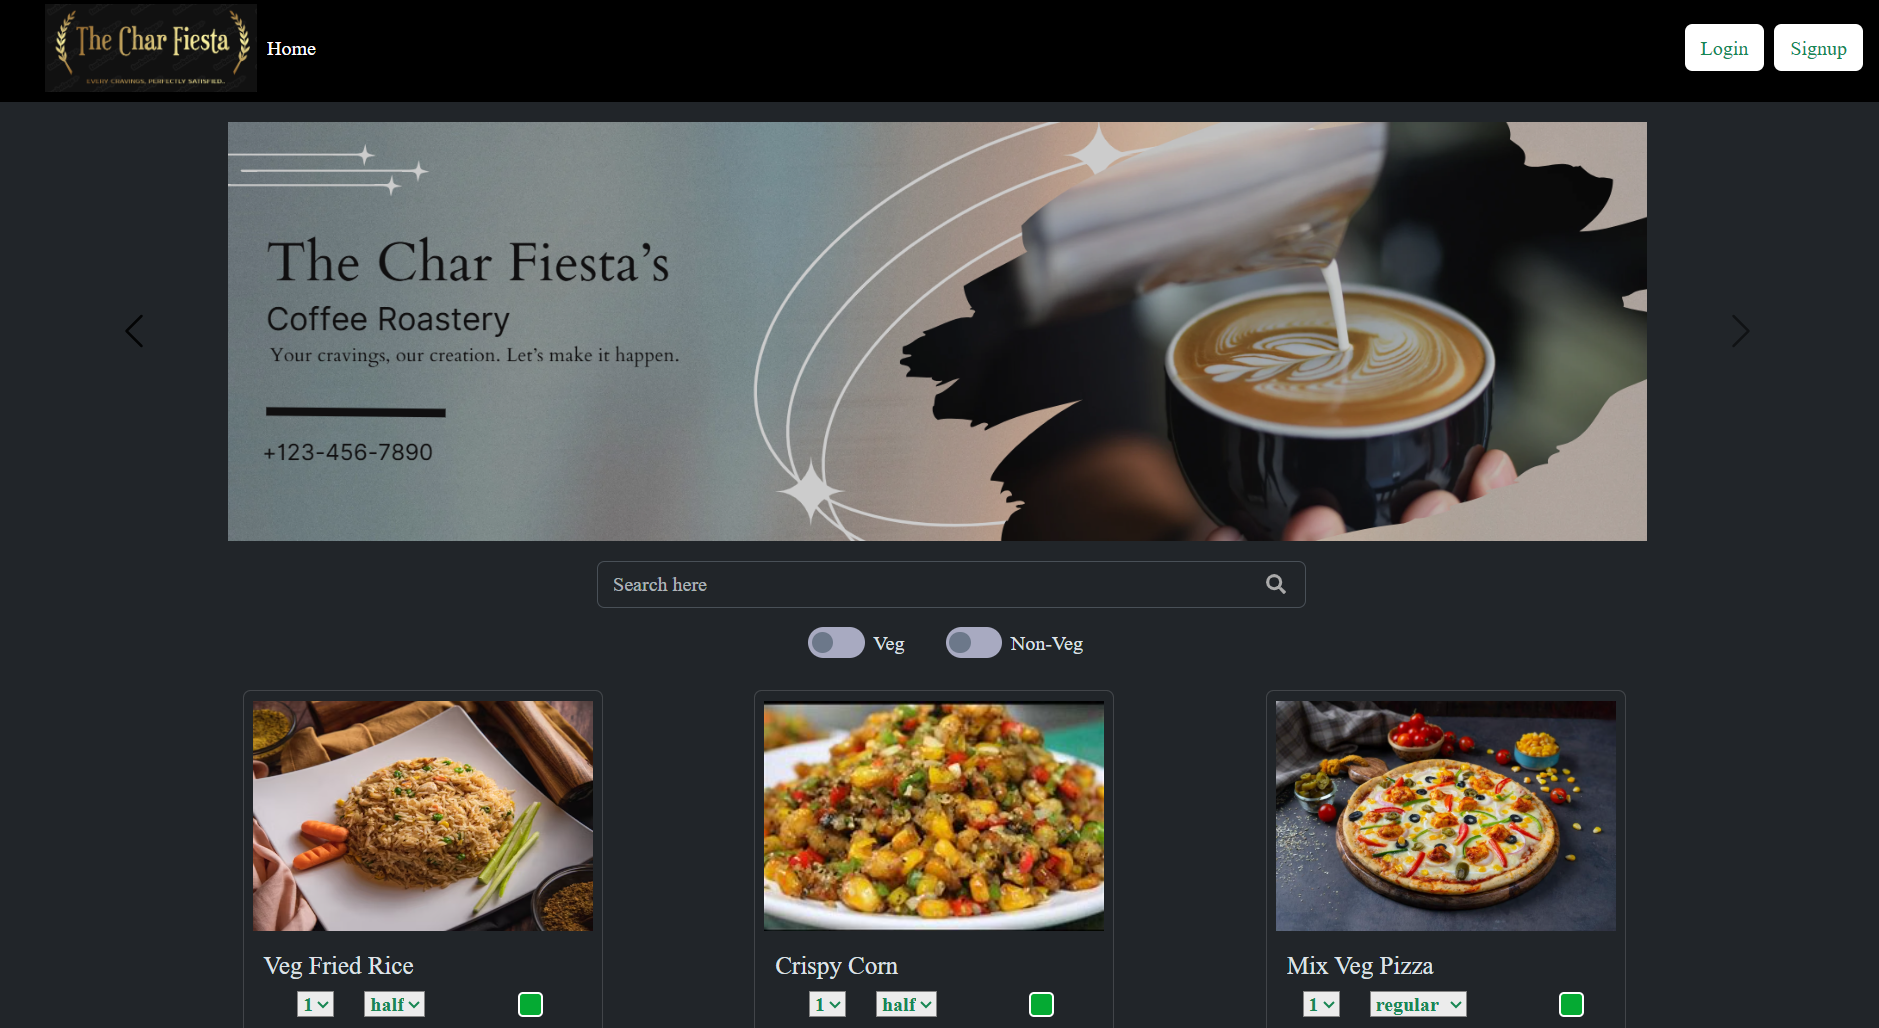 The Char Fiesta
EVERY CRAVINGS, PERFECTLY SATISFIED..
Home
Login
Signup
The Char Fiesta’s
Coffee Roastery
Your cravings, our creation. Let’s make it happen.
+123-456-7890
Search here
Veg
Non-Veg
Veg Fried Rice
1
half
Crispy Corn
1
half
Mix Veg Pizza
1
regular